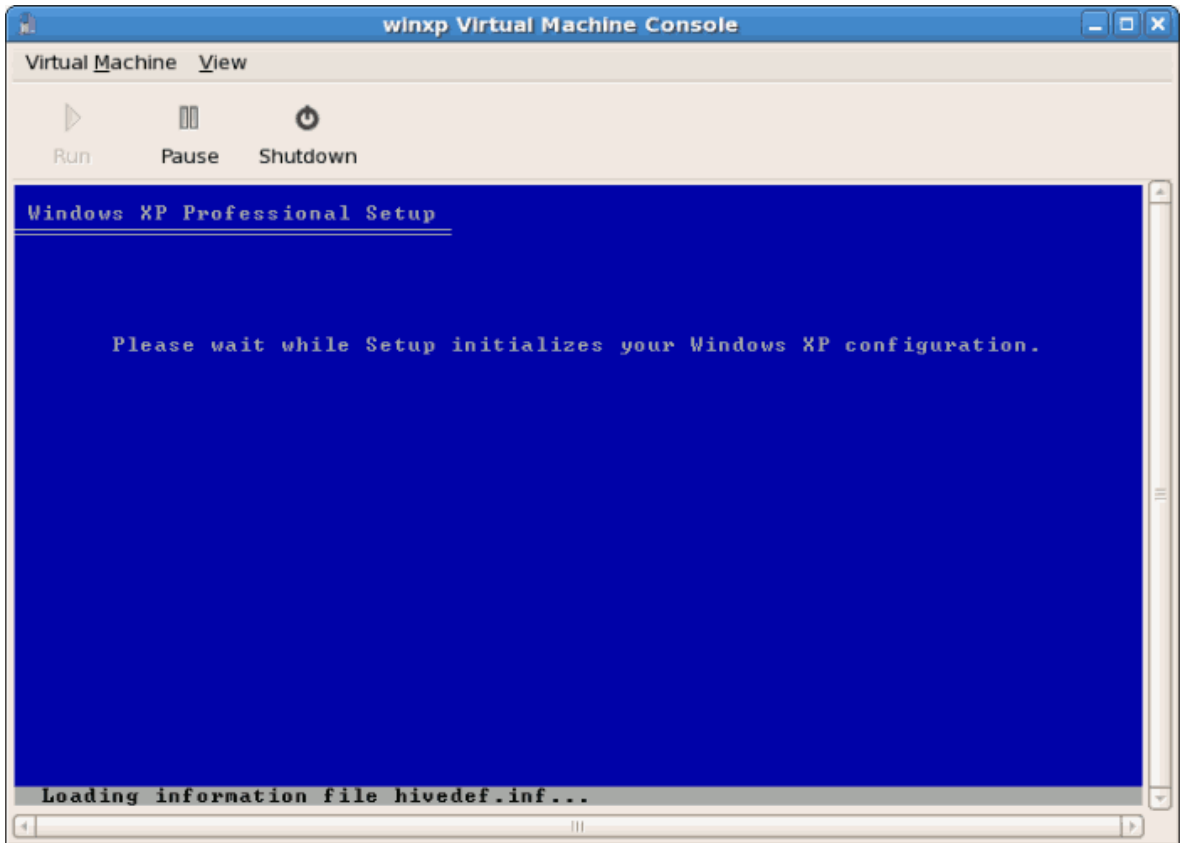 winxp Virtual Machine Console
Virtual Machine View
Run Pause Shutdown
Windows XP Professional Setup
Please wait while Setup initializes your Windows XP configuration.
Loading information file hivedef.inf...